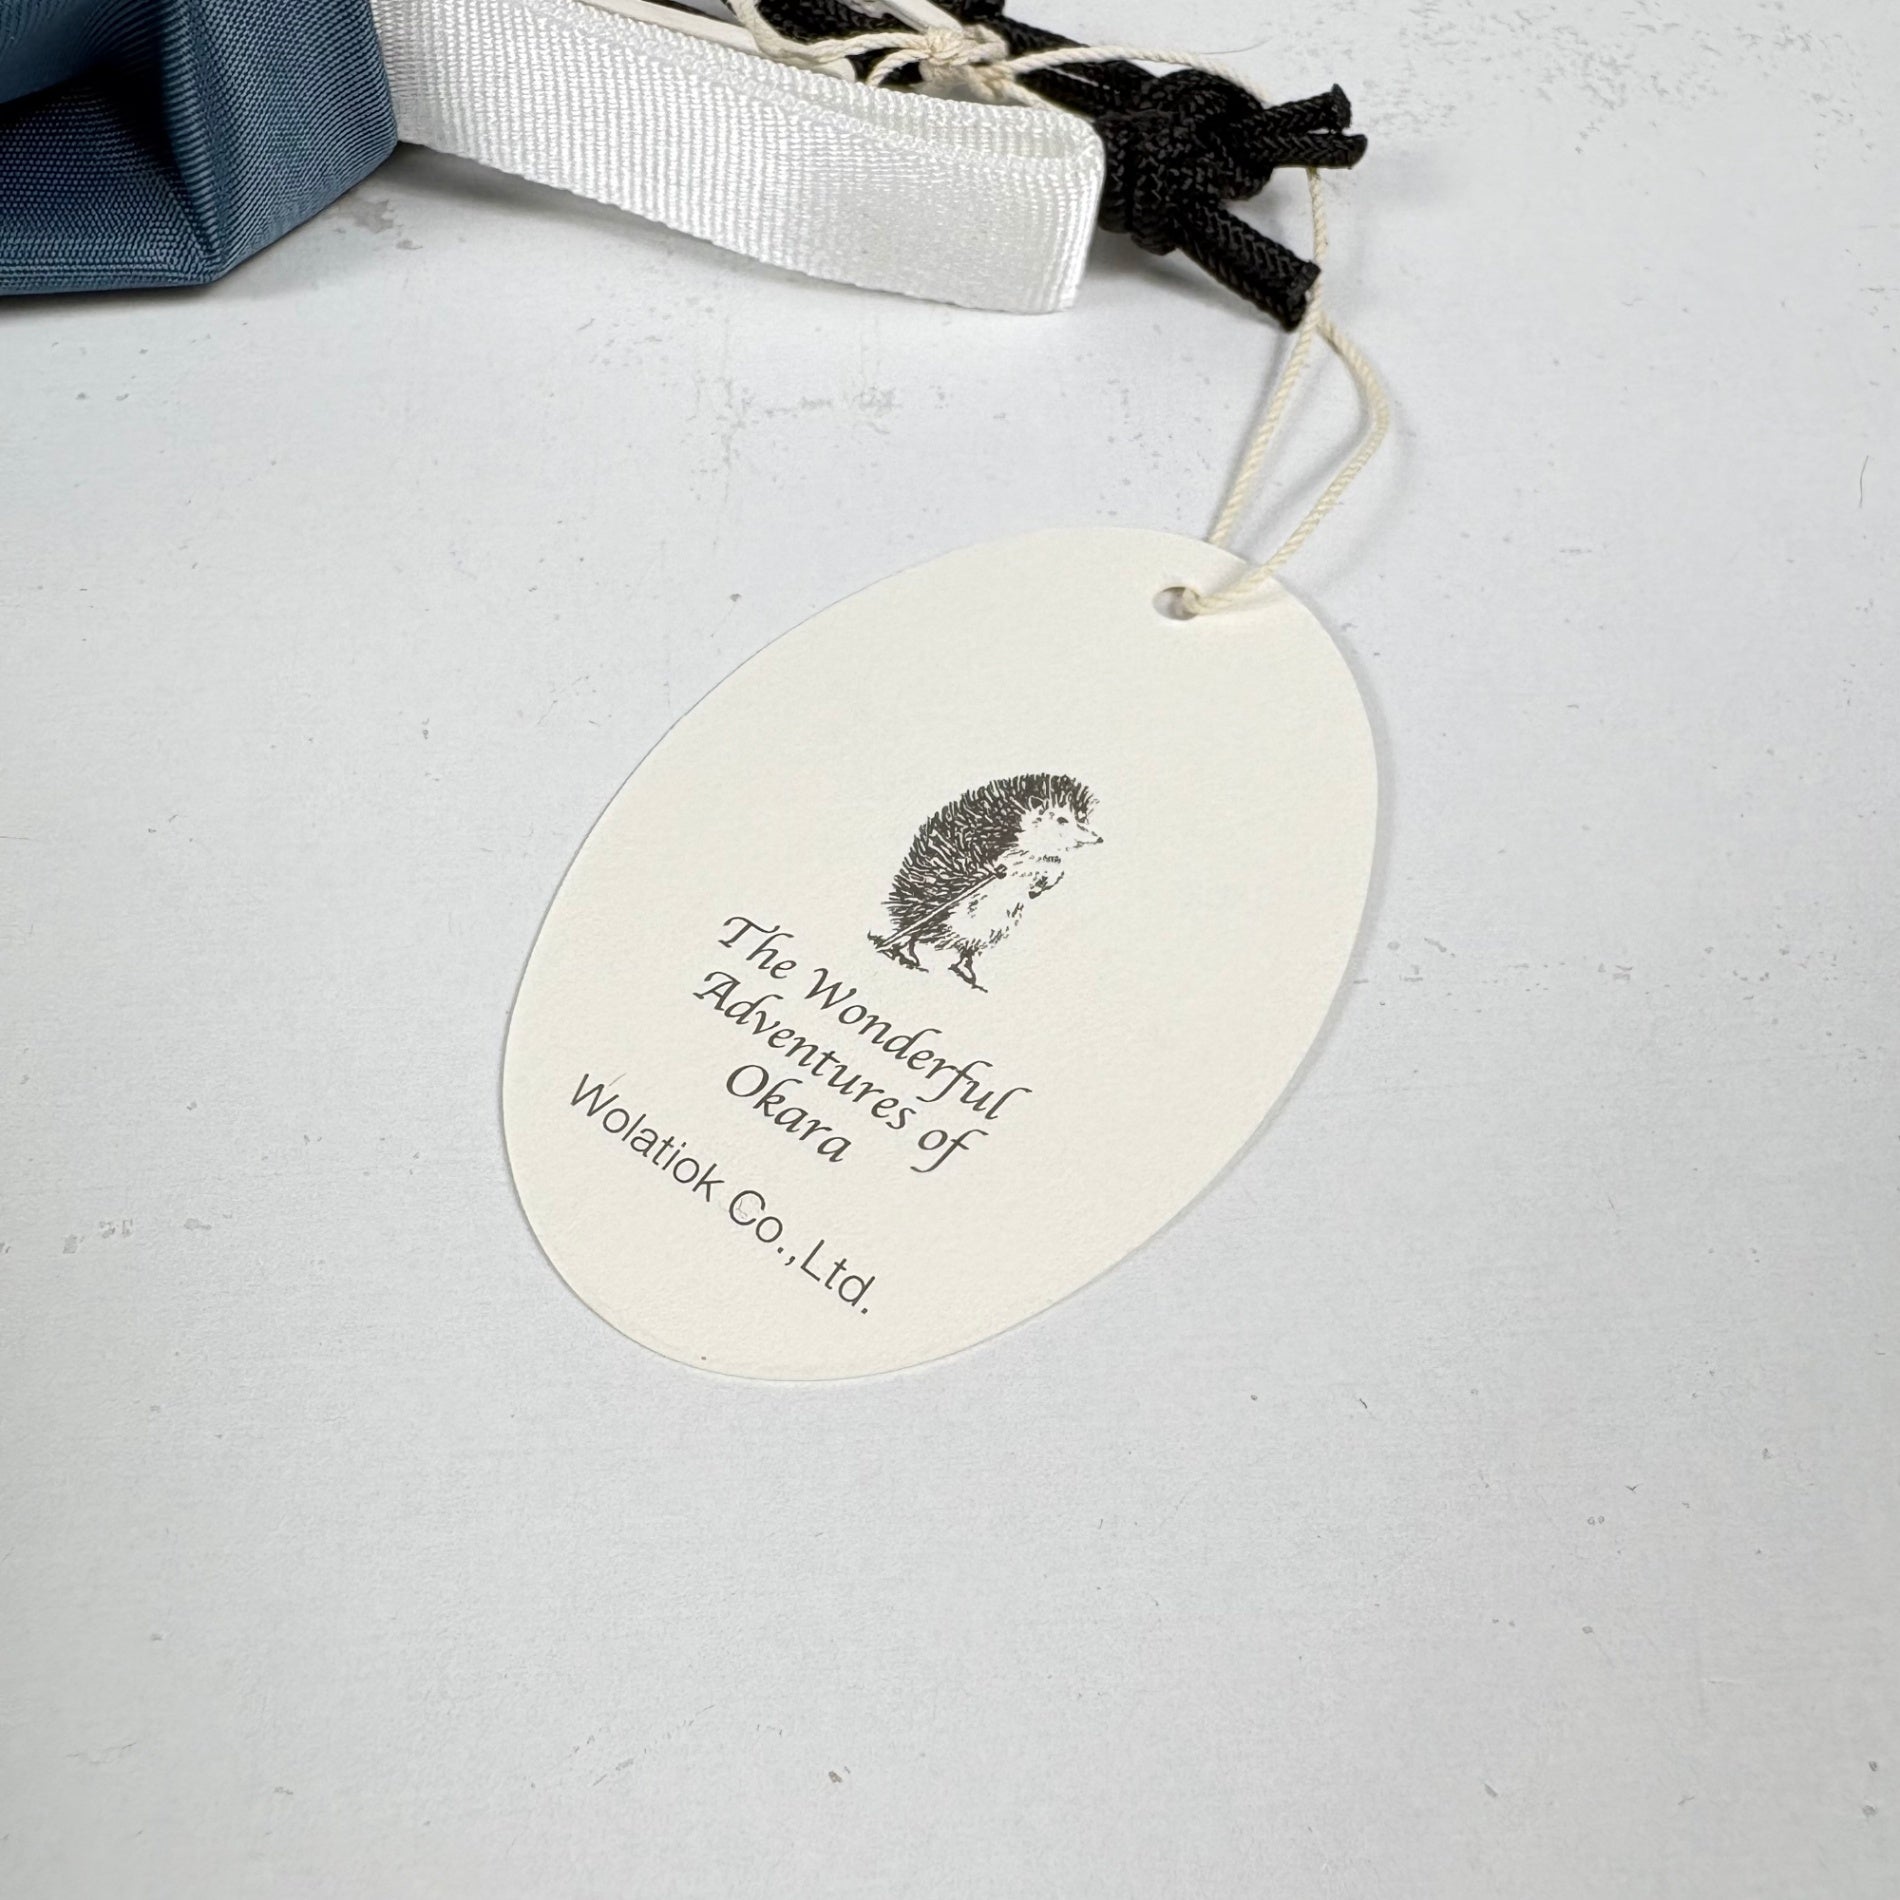 The Wonderful
Adventures of
Okara
Wolatiok Co.,Ltd.